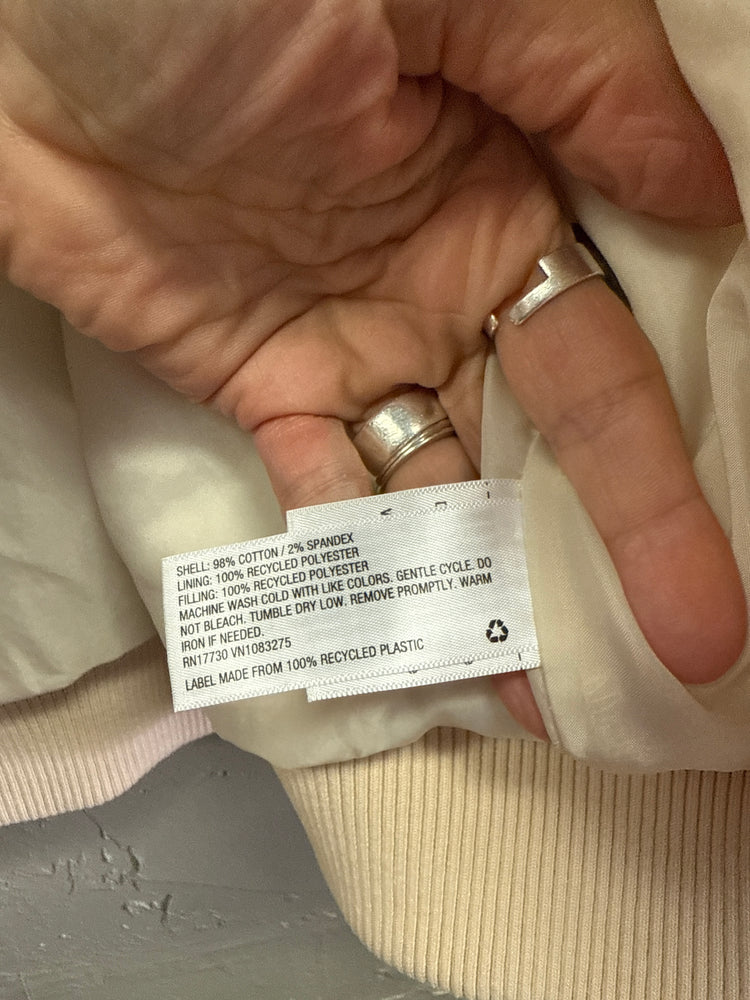 SHELL: 98% COTTON / 2% SPANDEX
LINING: 100% RECYCLED POLYESTER
FILLING: 100% RECYCLED POLYESTER
MACHINE WASH COLD WITH LIKE COLORS. GENTLE CYCLE. DO
NOT BLEACH. TUMBLE DRY LOW. REMOVE PROMPTLY. WARM
IRON IF NEEDED.
RN17730 VN1083275
LABEL MADE FROM 100% RECYCLED PLASTIC